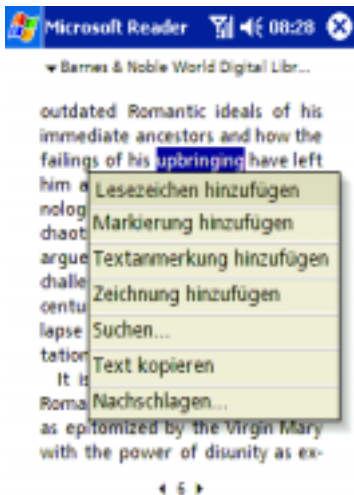 Microsoft Reader 08:28
Barnes & Noble World Digital Libr...
outdated Romantic ideals of his
immediate ancestors and how the
failings of his upbringing have left
him a
Lesezeichen hinzufügen
nolog
Markierung hinzufügen
chaot
argue
Textanmerkung hinzufügen
challe
Zeichnung hinzufügen
centu
lapse
Suchen...
tation
Text kopieren
It is
Roma
Nachschlagen...
as epitomized by the Virgin Mary
with the power of disunity as ex-
6